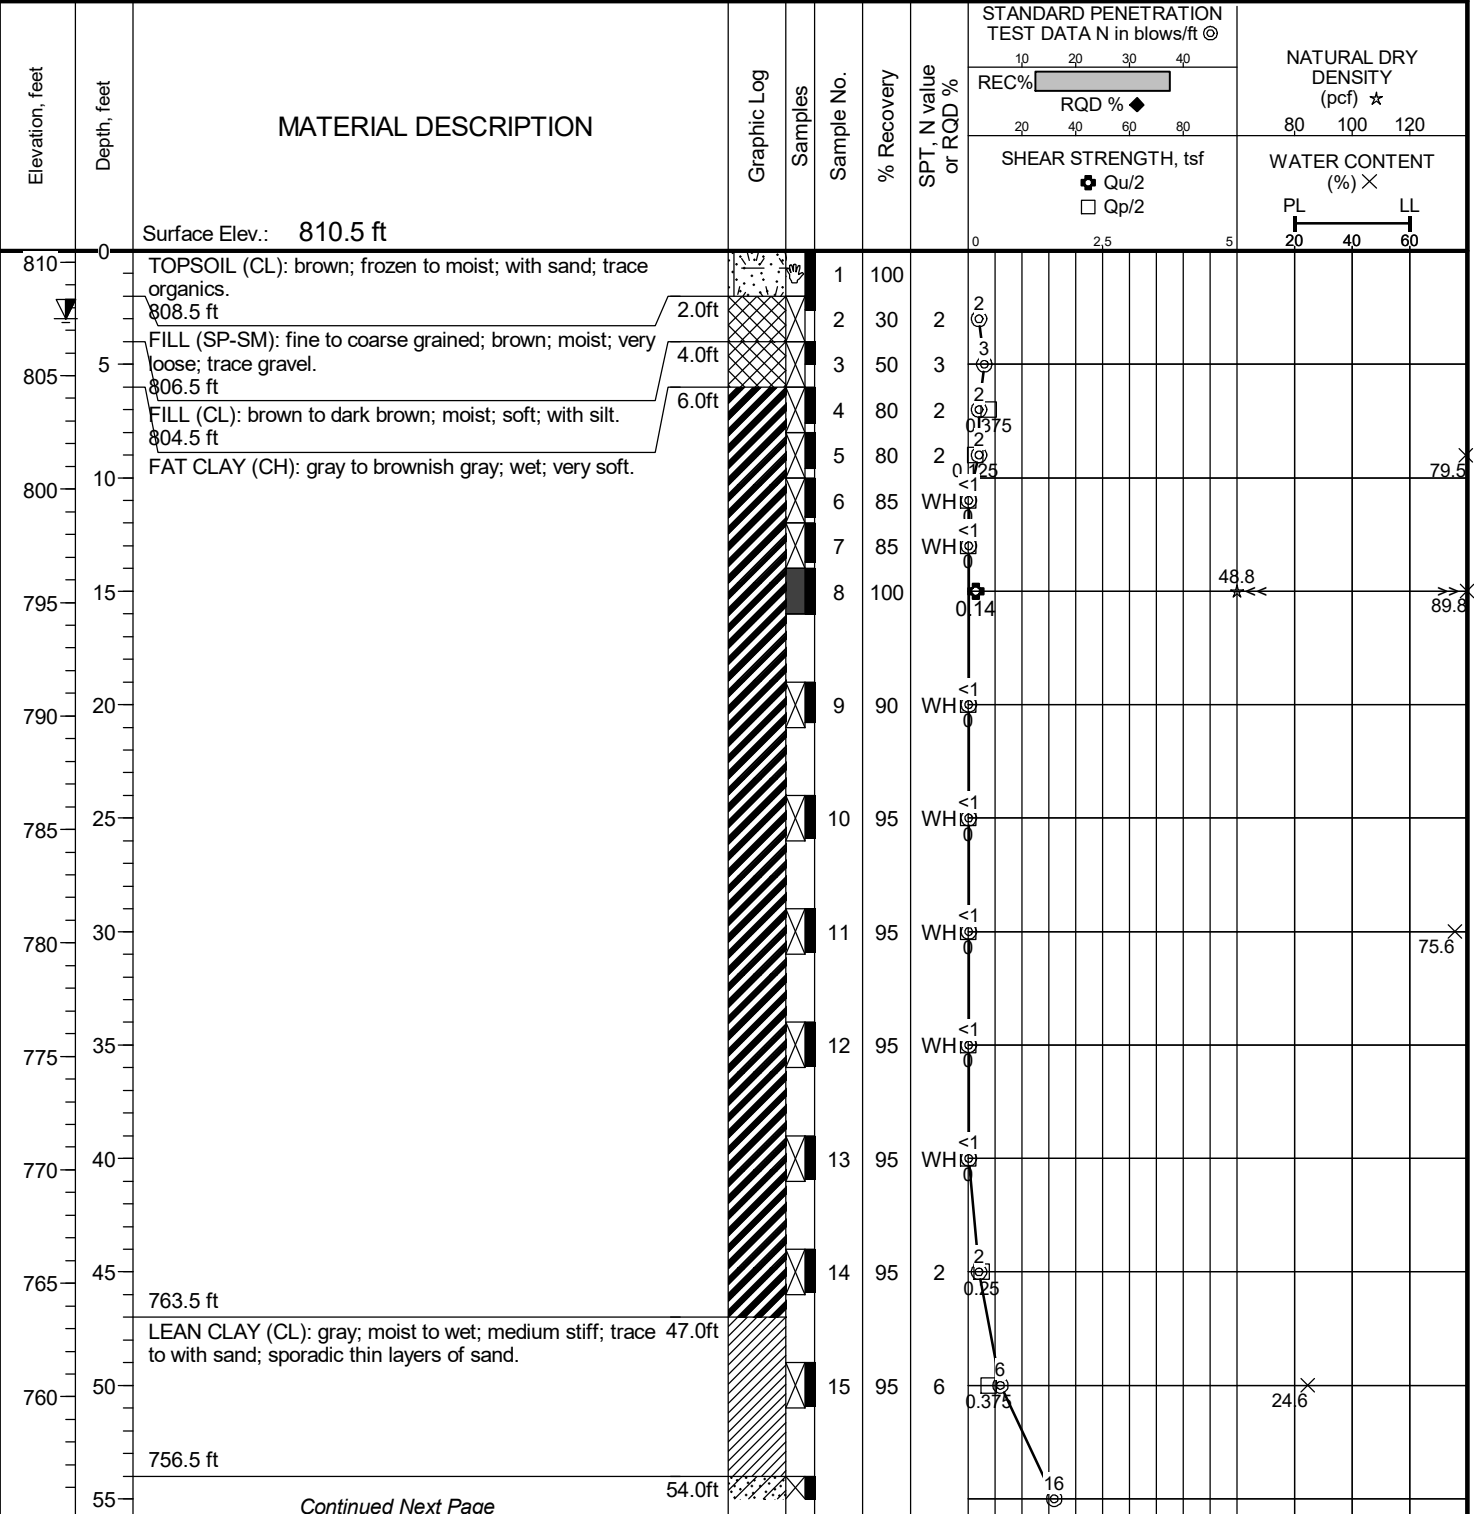 Elevation, feet
Depth, feet
MATERIAL DESCRIPTION
Surface Elev.: 810.5 ft
Graphic Log
Samples
Sample No.
% Recovery
SPT, N value
or RQD %
STANDARD PENETRATION
TEST DATA N in blows/ft
10 20 30 40
REC%
RQD %
20 40 60 80
SHEAR STRENGTH, tsf
Qu/2
Qp/2
0 2,5 5
NATURAL DRY
DENSITY
(pcf)
80 100 120
WATER CONTENT
(%)
PL LL
20 40 60
0
810
TOPSOIL (CL): brown; frozen to moist; with sand; trace
organics.
808.5 ft
2.0ft
1 100
FILL (SP-SM): fine to coarse grained; brown; moist; very
loose; trace gravel.
806.5 ft
4.0ft
2 30 2 2
805 5
3 50 3 3
FILL (CL): brown to dark brown; moist; soft; with silt.
804.5 ft
6.0ft
4 80 2 2
0.375
FAT CLAY (CH): gray to brownish gray; wet; very soft.
5 80 2 2
0.125 79.5
800 10
6 85 WH <1
0
7 85 WH <1
0
795 15
8 100 48.8
0.14 89.8
790 20 9 90 WH <1
0
785 25 10 95 WH <1
0
780 30 11 95 WH <1
0 75.6
775 35 12 95 WH <1
0
770 40 13 95 WH <1
0
765 45 14 95 2 2
0.25
763.5 ft
LEAN CLAY (CL): gray; moist to wet; medium stiff; trace 47.0ft
to with sand; sporadic thin layers of sand.
760 50 15 95 6 6
0.375 24.6
756.5 ft
54.0ft
16
55
Continued Next Page